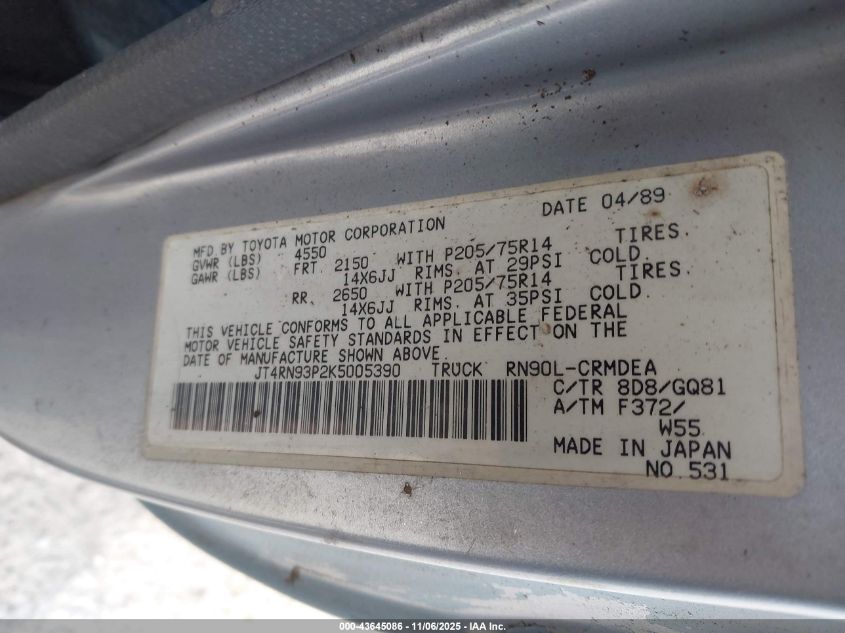 DATE 04/89
MFD BY TOYOTA MOTOR CORPORATION
GVWR (LBS) 4550
GAWR (LBS) FRT. 2150 WITH P205/75R14 TIRES.
14X6JJ RIMS. AT 29PSI COLD.
RR. 2650 WITH P205/75R14 TIRES.
14X6JJ RIMS. AT 35PSI COLD.
THIS VEHICLE CONFORMS TO ALL APPLICABLE FEDERAL
MOTOR VEHICLE SAFETY STANDARDS IN EFFECT ON THE
DATE OF MANUFACTURE SHOWN ABOVE.
JT4RN93P2K5005390 TRUCK RN90L-CRMDEA
C/TR 8D8/GQ81
A/TM F372/
W55
MADE IN JAPAN
NO.531
000-43645086 - 11/06/2025 - IAA Inc.